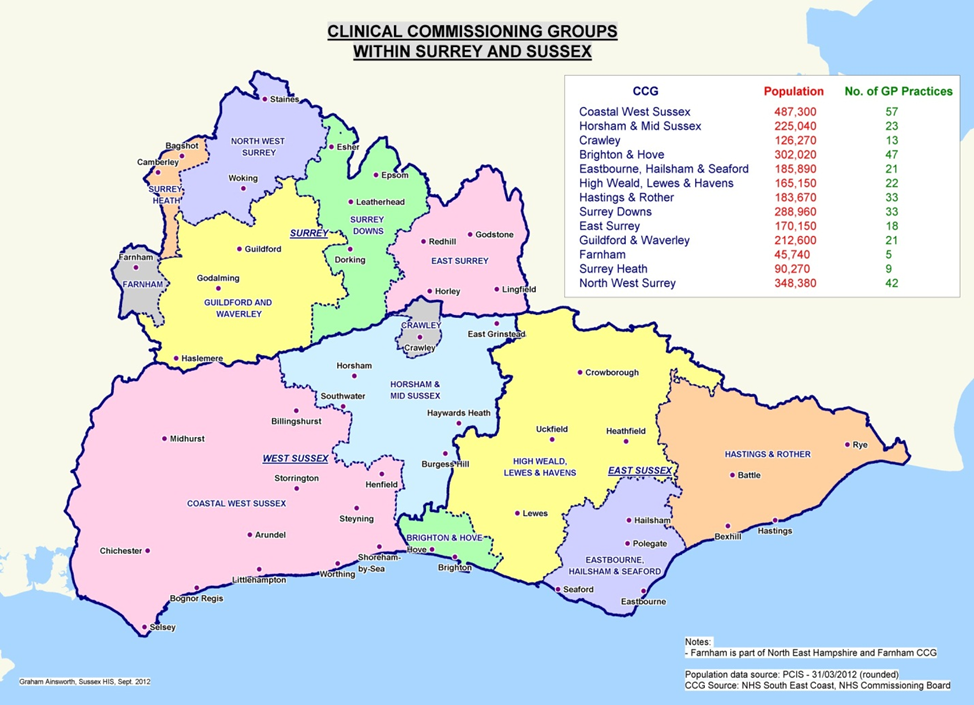 CLINICAL COMMISSIONING GROUPS
WITHIN SURREY AND SUSSEX
CCG Population No. of GP Practices
Coastal West Sussex 487,300 57
Horsham & Mid Sussex 225,040 23
Crawley 126,270 13
Brighton & Hove 302,020 47
Eastbourne, Hailsham & Seaford 185,890 21
High Weald, Lewes & Havens 165,150 22
Hastings & Rother 183,670 33
Surrey Downs 288,960 33
East Surrey 170,150 18
Guildford & Waverley 212,600 21
Farnham 45,740 5
Surrey Heath 90,270 9
North West Surrey 348,380 42
Staines
NORTH WEST
SURREY
Bagshot
Camberley
Esher
Epsom
Woking
SURREY
HEATH
Leatherhead
SURREY
DOWNS
SURREY
Redhill
Godstone
Guildford
Dorking
EAST SURREY
Farnham
FARNHAM
Godalming
GUILDFORD AND
WAVERLEY
Horley
Lingfield
CRAWLEY
Crawley
East Grinstead
Haslemere
Horsham
Southwater
HORSHAM &
MID SUSSEX
Crowborough
Billingshurst
Haywards Heath
Midhurst
Uckfield
Heathfield
Rye
WEST SUSSEX
Burgess Hill
HIGH WEALD,
LEWES & HAVENS
EAST SUSSEX
HASTINGS & ROTHER
Battle
Storrington
Henfield
COASTAL WEST SUSSEX
Steyning
Lewes
Hailsham
Arundel
BRIGHTON & HOVE
Hove
Brighton
Polegate
Bexhill
Hastings
Chichester
Shoreham-
by-Sea
EASTBOURNE,
HAILSHAM & SEAFORD
Littlehampton
Worthing
Bognor Regis
Seaford
Eastbourne
Selsey
Notes:
- Farnham is part of North East Hampshire and Farnham CCG
Population data source: PCIS - 31/03/2012 (rounded)
CCG Source: NHS South East Coast, NHS Commissioning Board
Graham Ainsworth, Sussex HIS, Sept. 2012